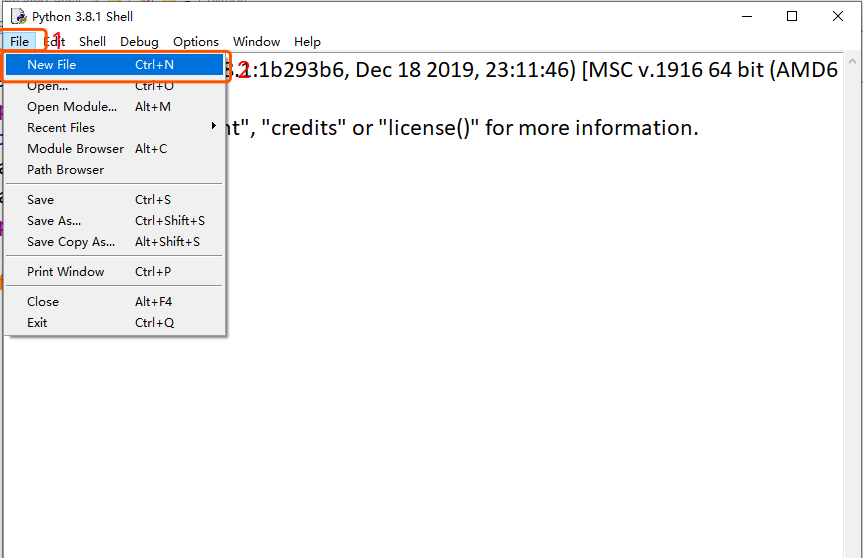 Python 3.8.1 Shell
File 1 Edit Shell Debug Options Window Help
New File Ctrl+N 2 :1b293b6, Dec 18 2019, 23:11:46) [MSC v.1916 64 bit (AMD6
Open... Ctrl+O
Open Module... Alt+M
Recent Files nt", "credits" or "license()" for more information.
Module Browser Alt+C
Path Browser
Save Ctrl+S
Save As... Ctrl+Shift+S
Save Copy As... Alt+Shift+S
Print Window Ctrl+P
Close Alt+F4
Exit Ctrl+Q